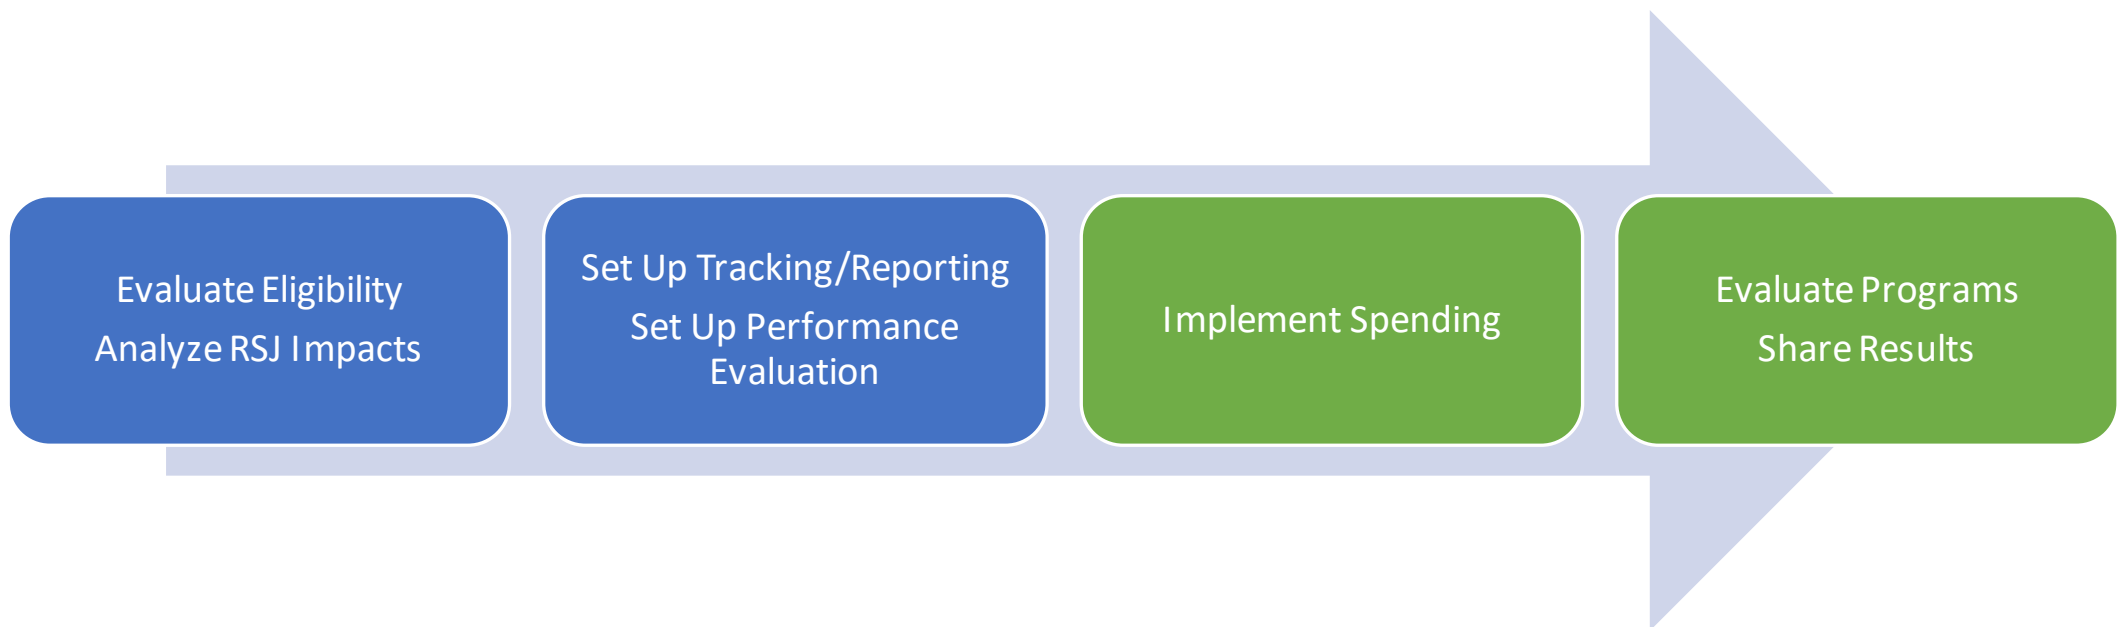 Evaluate Eligibility
Analyze RSJ Impacts
Set Up Tracking/Reporting
Set Up Performance
Evaluation
Implement Spending
Evaluate Programs
Share Results